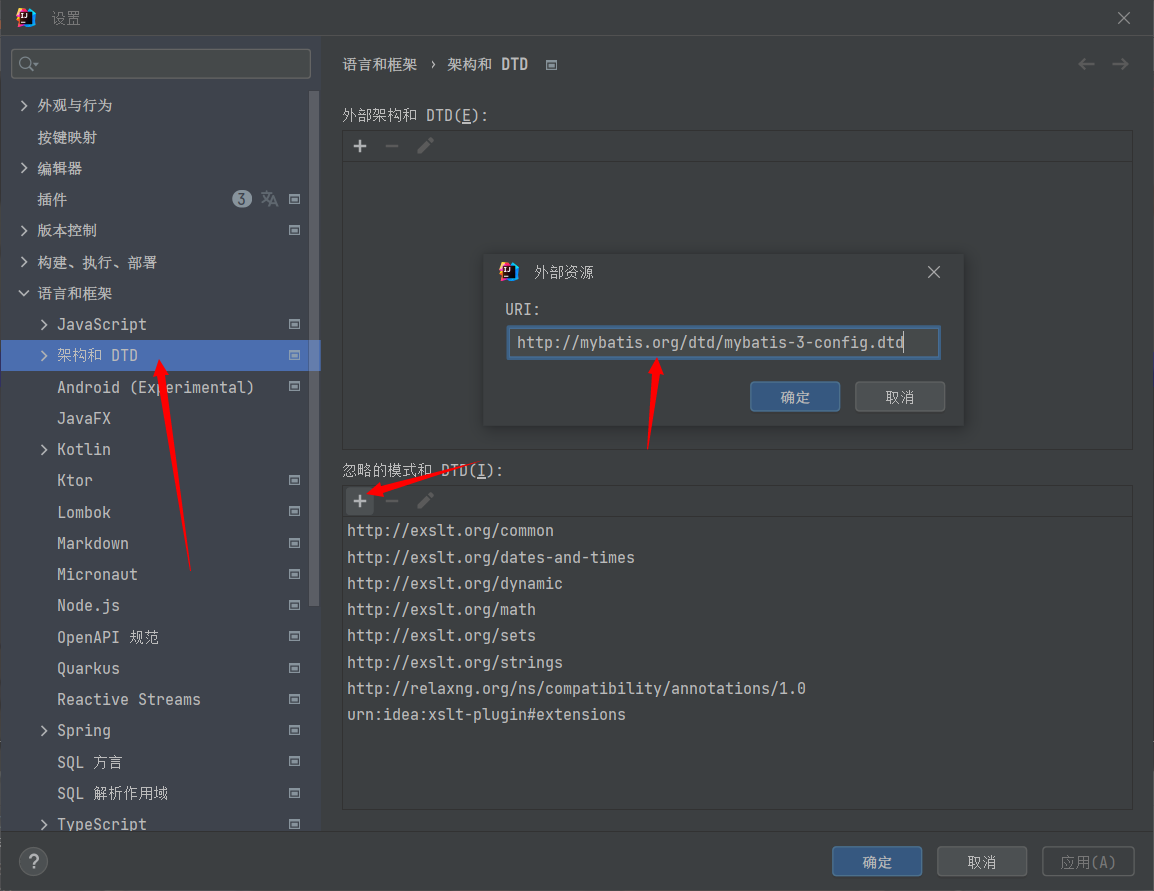 设置
外观与行为
按键映射
编辑器
插件 3
版本控制
构建、执行、部署
语言和框架
JavaScript
架构和 DTD
Android (Experimental)
JavaFX
Kotlin
Ktor
Lombok
Markdown
Micronaut
Node.js
OpenAPI 规范
Quarkus
Reactive Streams
Spring
SQL 方言
SQL 解析作用域
TypeScript
语言和框架 › 架构和 DTD
外部架构和 DTD(E):
外部资源
URI:
http://mybatis.org/dtd/mybatis-3-config.dtd
确定 取消
忽略的模式和 DTD(I):
http://exslt.org/common
http://exslt.org/dates-and-times
http://exslt.org/dynamic
http://exslt.org/math
http://exslt.org/sets
http://exslt.org/strings
http://relaxng.org/ns/compatibility/annotations/1.0
urn:idea:xslt-plugin#extensions
? 确定 取消 应用(A)